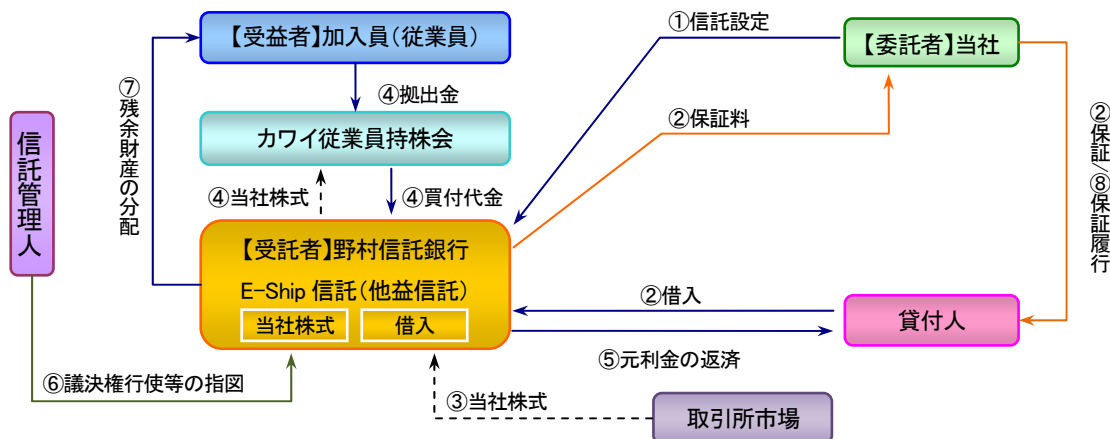 【受益者】加入員（従業員）
①信託設定
【委託者】当社
⑦残余財産の分配
④拠出金
②保証料
②保証/⑧保証履行
信託管理人
カワイ従業員持株会
④当社株式
④買付代金
【受託者】野村信託銀行
E-Ship 信託（他益信託）
当社株式
借入
②借入
貸付人
⑤元利金の返済
⑥議決権行使等の指図
③当社株式
取引所市場